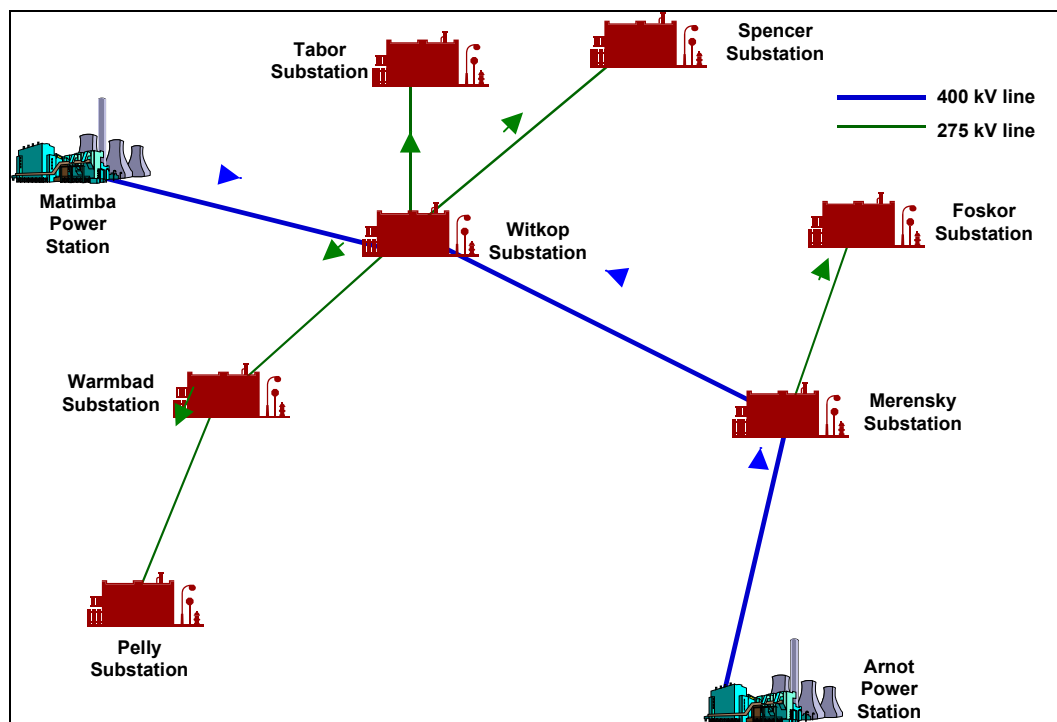 Tabor
Substation
Spencer
Substation
400 kV line
275 kV line
Matimba
Power
Station
Witkop
Substation
Foskor
Substation
Warmbad
Substation
Merensky
Substation
Pelly
Substation
Arnot
Power
Station